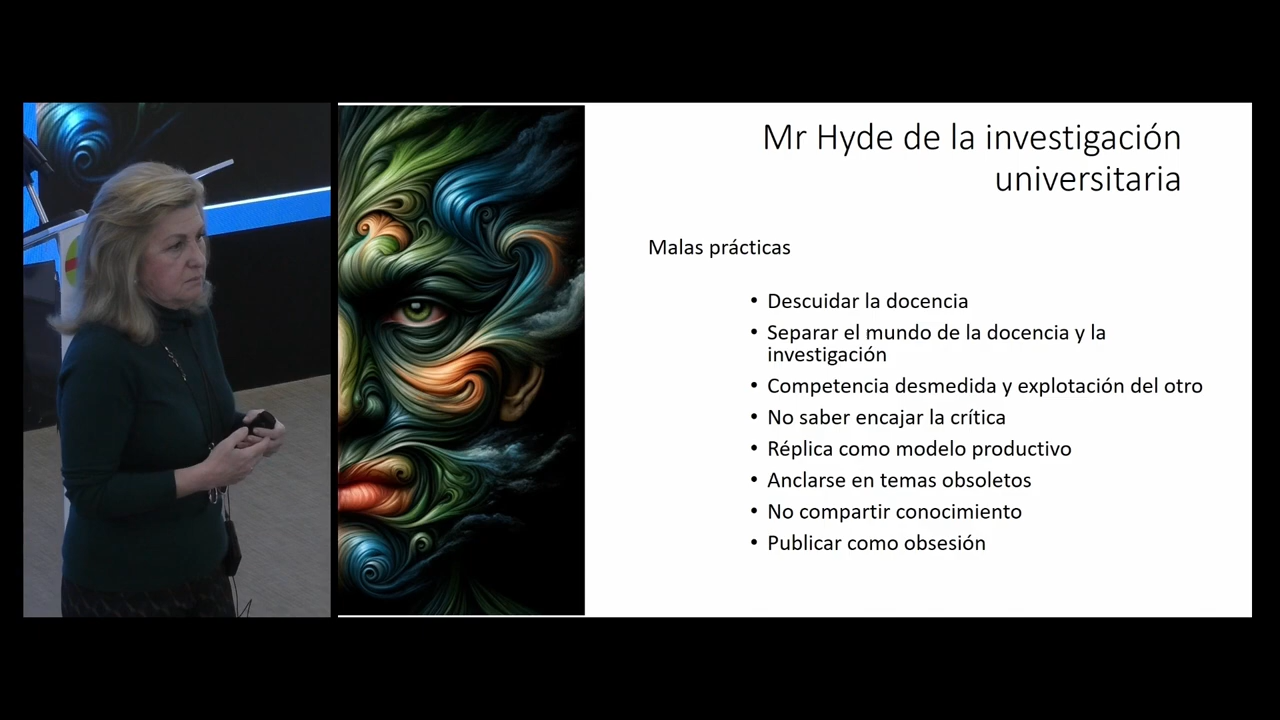 Mr Hyde de la investigación
universitaria
Malas prácticas
• Descuidar la docencia
• Separar el mundo de la docencia y la
investigación
• Competencia desmedida y explotación del otro
• No saber encajar la crítica
• Réplica como modelo productivo
• Anclarse en temas obsoletos
• No compartir conocimiento
• Publicar como obsesión